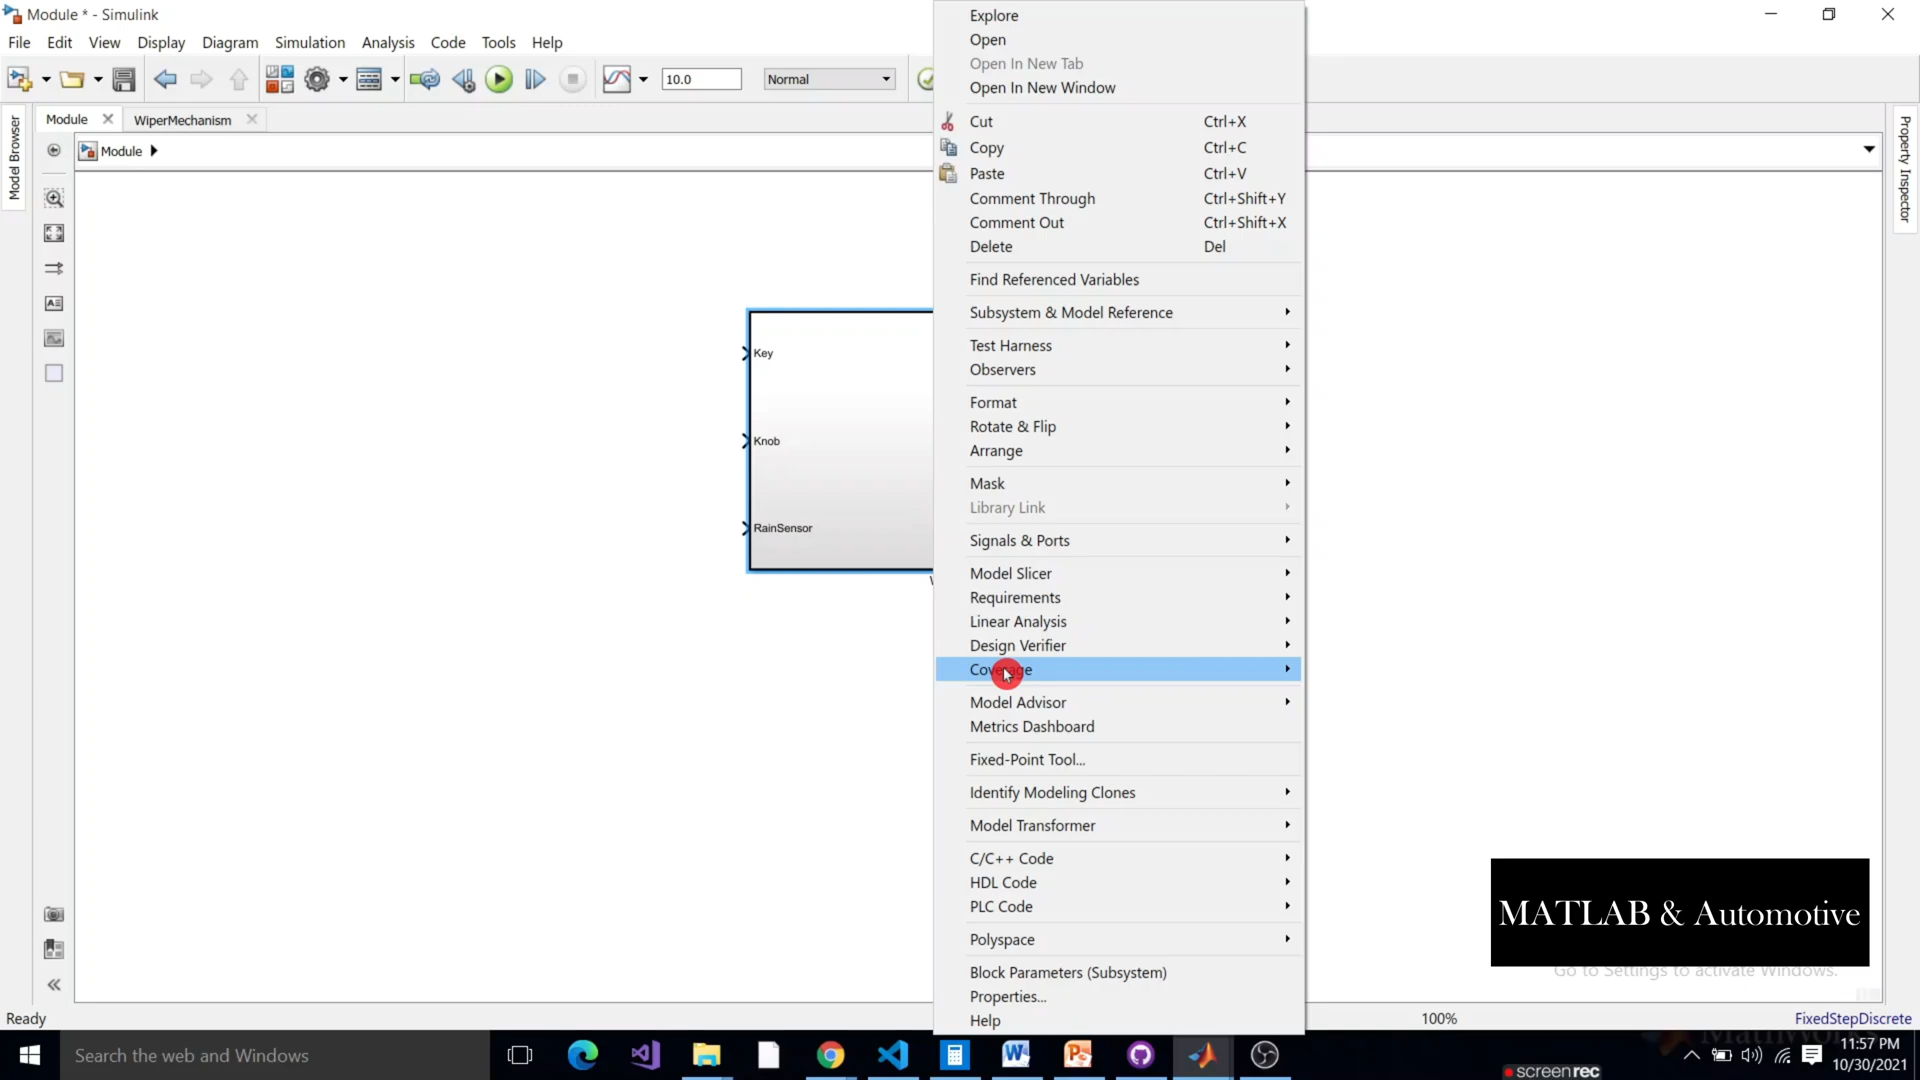 Module * - Simulink
File Edit View Display Diagram Simulation Analysis Code Tools Help
10.0 Normal
Module WiperMechanism
Module
Model Browser
Property Inspector
Key
Knob
RainSensor
Explore
Open
Open In New Tab
Open In New Window
Cut Ctrl+X
Copy Ctrl+C
Paste Ctrl+V
Comment Through Ctrl+Shift+Y
Comment Out Ctrl+Shift+X
Delete Del
Find Referenced Variables
Subsystem & Model Reference
Test Harness
Observers
Format
Rotate & Flip
Arrange
Mask
Library Link
Signals & Ports
Model Slicer
Requirements
Linear Analysis
Design Verifier
Coverage
Model Advisor
Metrics Dashboard
Fixed-Point Tool...
Identify Modeling Clones
Model Transformer
C/C++ Code
HDL Code
PLC Code
Polyspace
Block Parameters (Subsystem)
Properties...
Help
MATLAB & Automotive
Go to Settings to activate Windows.
Ready 100% FixedStepDiscrete
Search the web and Windows
11:57 PM
10/30/2021
screenrec